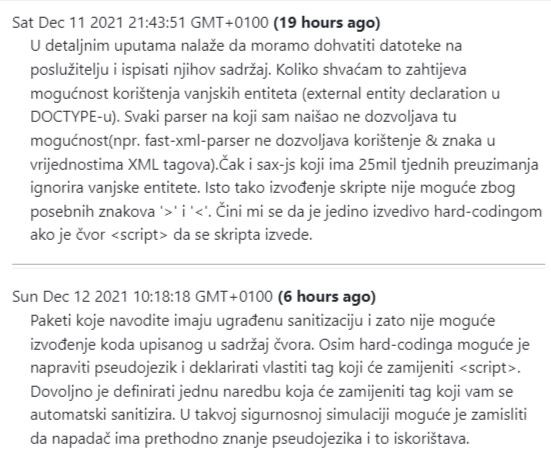 Sat Dec 11 2021 21:43:51 GMT+0100 (19 hours ago)
U detaljnim uputama nalaže da moramo dohvatiti datoteke na
poslužitelju i ispisati njihov sadržaj. Koliko shvaćam to zahtijeva
mogućnost korištenja vanjskih entiteta (external entity declaration u
DOCTYPE-u). Svaki parser na koji sam naišao ne dozvoljava tu
mogućnost(npr. fast-xml-parser ne dozvoljava korištenje & znaka u
vrijednostima XML tagova).Čak i sax-js koji ima 25mil tjednih preuzimanja
ignorira vanjske entitete. Isto tako izvođenje skripte nije moguće zbog
posebnih znakova '>' i '<'. Čini mi se da je jedino izvedivo hard-codingom
ako je čvor <script> da se skripta izvede.
Sun Dec 12 2021 10:18:18 GMT+0100 (6 hours ago)
Paketi koje navodite imaju ugrađenu sanitizaciju i zato nije moguće
izvođenje koda upisanog u sadržaj čvora. Osim hard-codinga moguće je
napraviti pseudojezik i deklarirati vlastiti tag koji će zamijeniti <script>.
Dovoljno je definirati jednu naredbu koja će zamijeniti tag koji vam se
automatski sanitizira. U takvoj sigurnosnoj simulaciji moguće je zamisliti
da napadač ima prethodno znanje pseudojezika i to iskorištava.